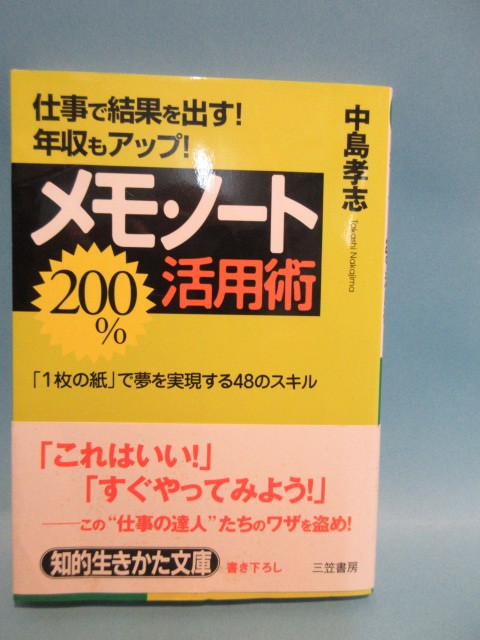 仕事で結果を出す!
年収もアップ!
メモ・ノート
200%
活用術
中島孝志
Takashi Nakajima
「1枚の紙」で夢を実現する48のスキル
「これはいい!」
「すぐやってみよう!」
――この“仕事の達人”たちのワザを盗め!
知的生きかた文庫
書き下ろし
三笠書房